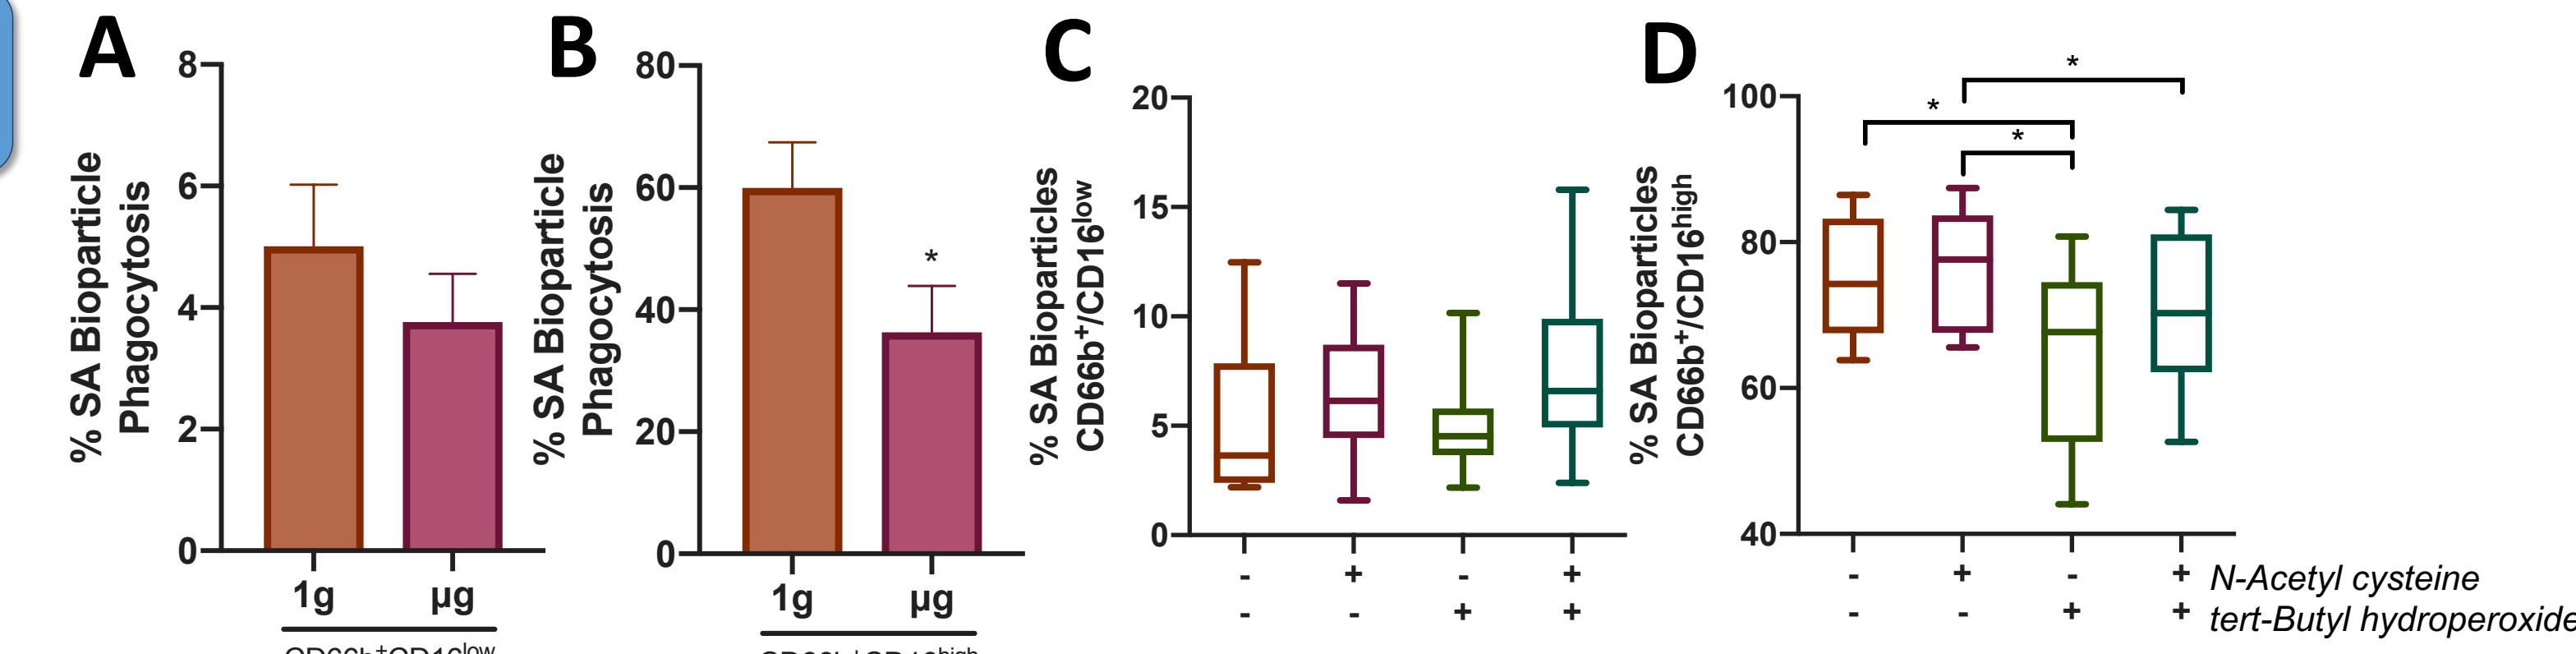 A
8
6
4
2
0
% SA Bioparticle
Phagocytosis
1g
µg
B
80
60
40
20
0
% SA Bioparticle
Phagocytosis
*
1g
µg
C
20
15
10
5
0
% SA Bioparticles
CD66b+/CD16low
- + - +
- - + +
D
100
80
60
40
% SA Bioparticles
CD66b+/CD16high
*
*
*
- + - + N-Acetyl cysteine
- - + + tert-Butyl hydroperoxide